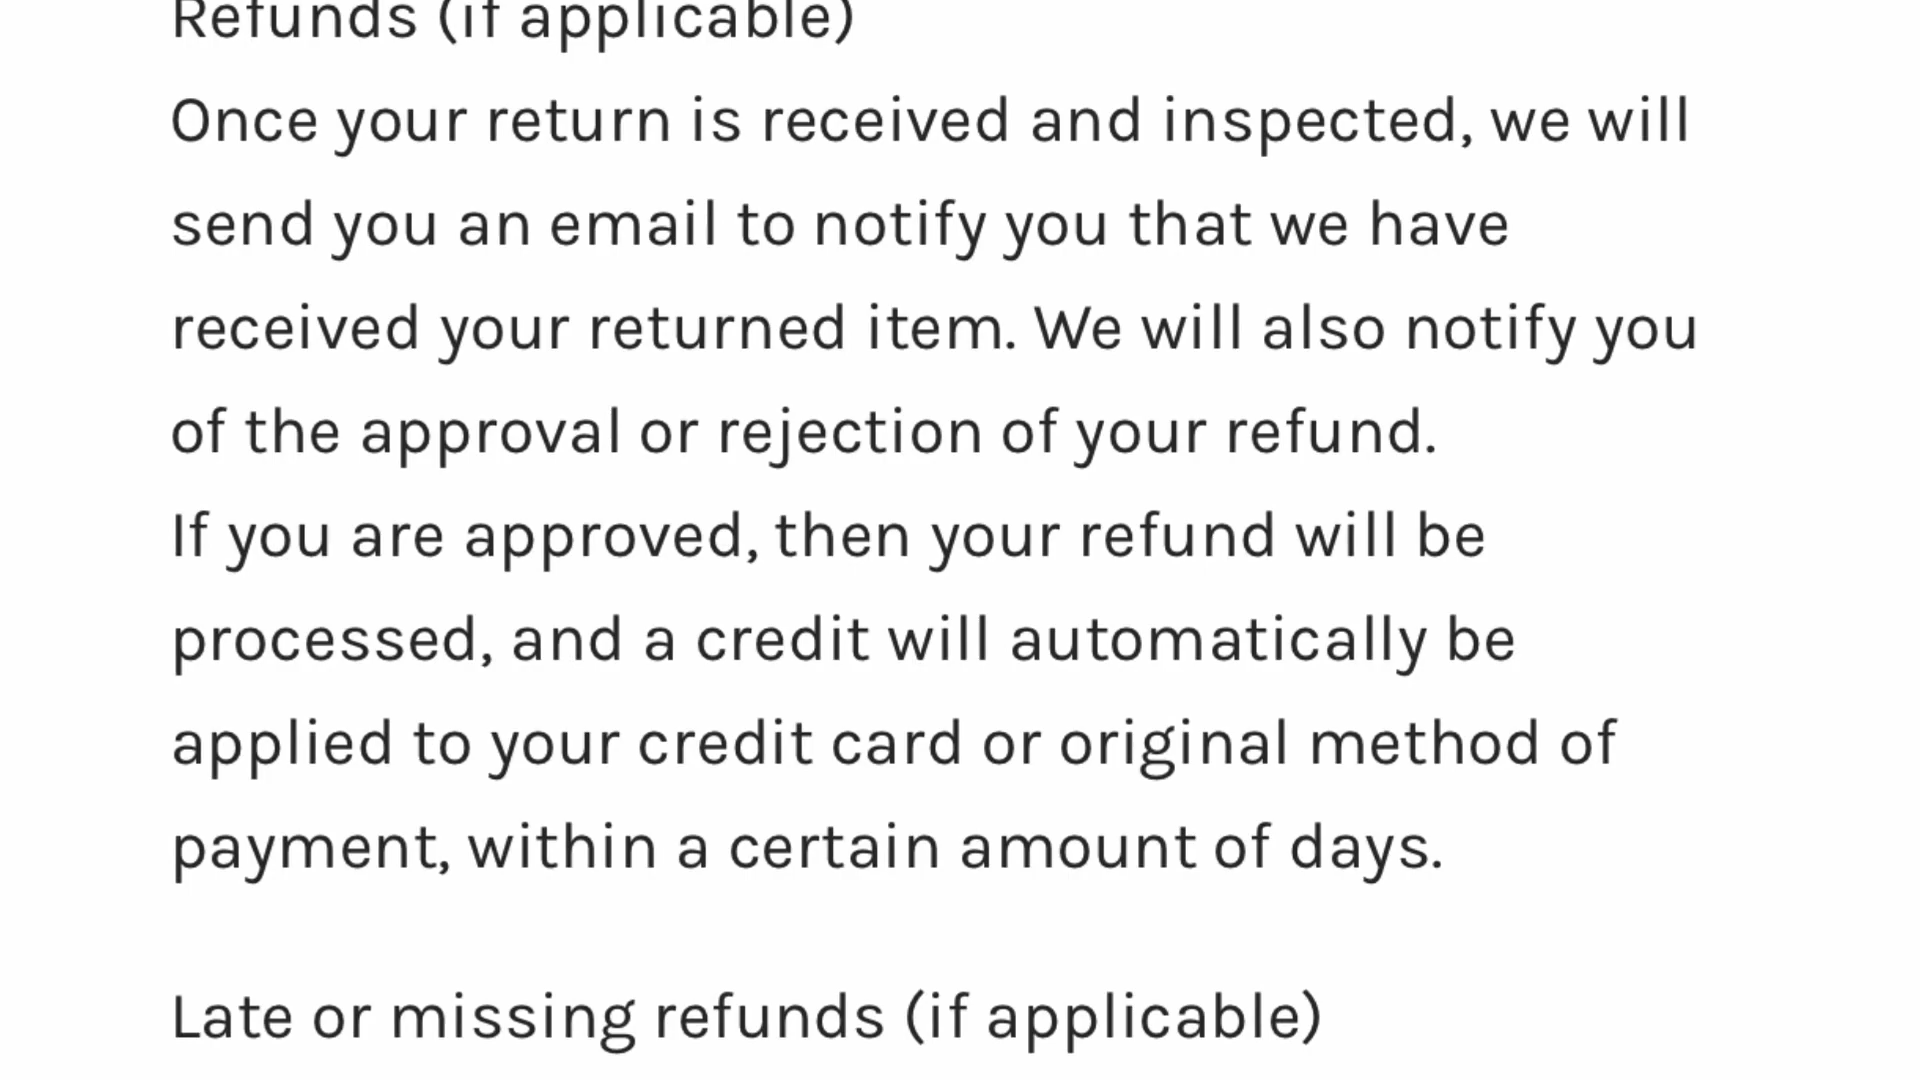 Refunds (if applicable)
Once your return is received and inspected, we will
send you an email to notify you that we have
received your returned item. We will also notify you
of the approval or rejection of your refund.
If you are approved, then your refund will be
processed, and a credit will automatically be
applied to your credit card or original method of
payment, within a certain amount of days.
Late or missing refunds (if applicable)